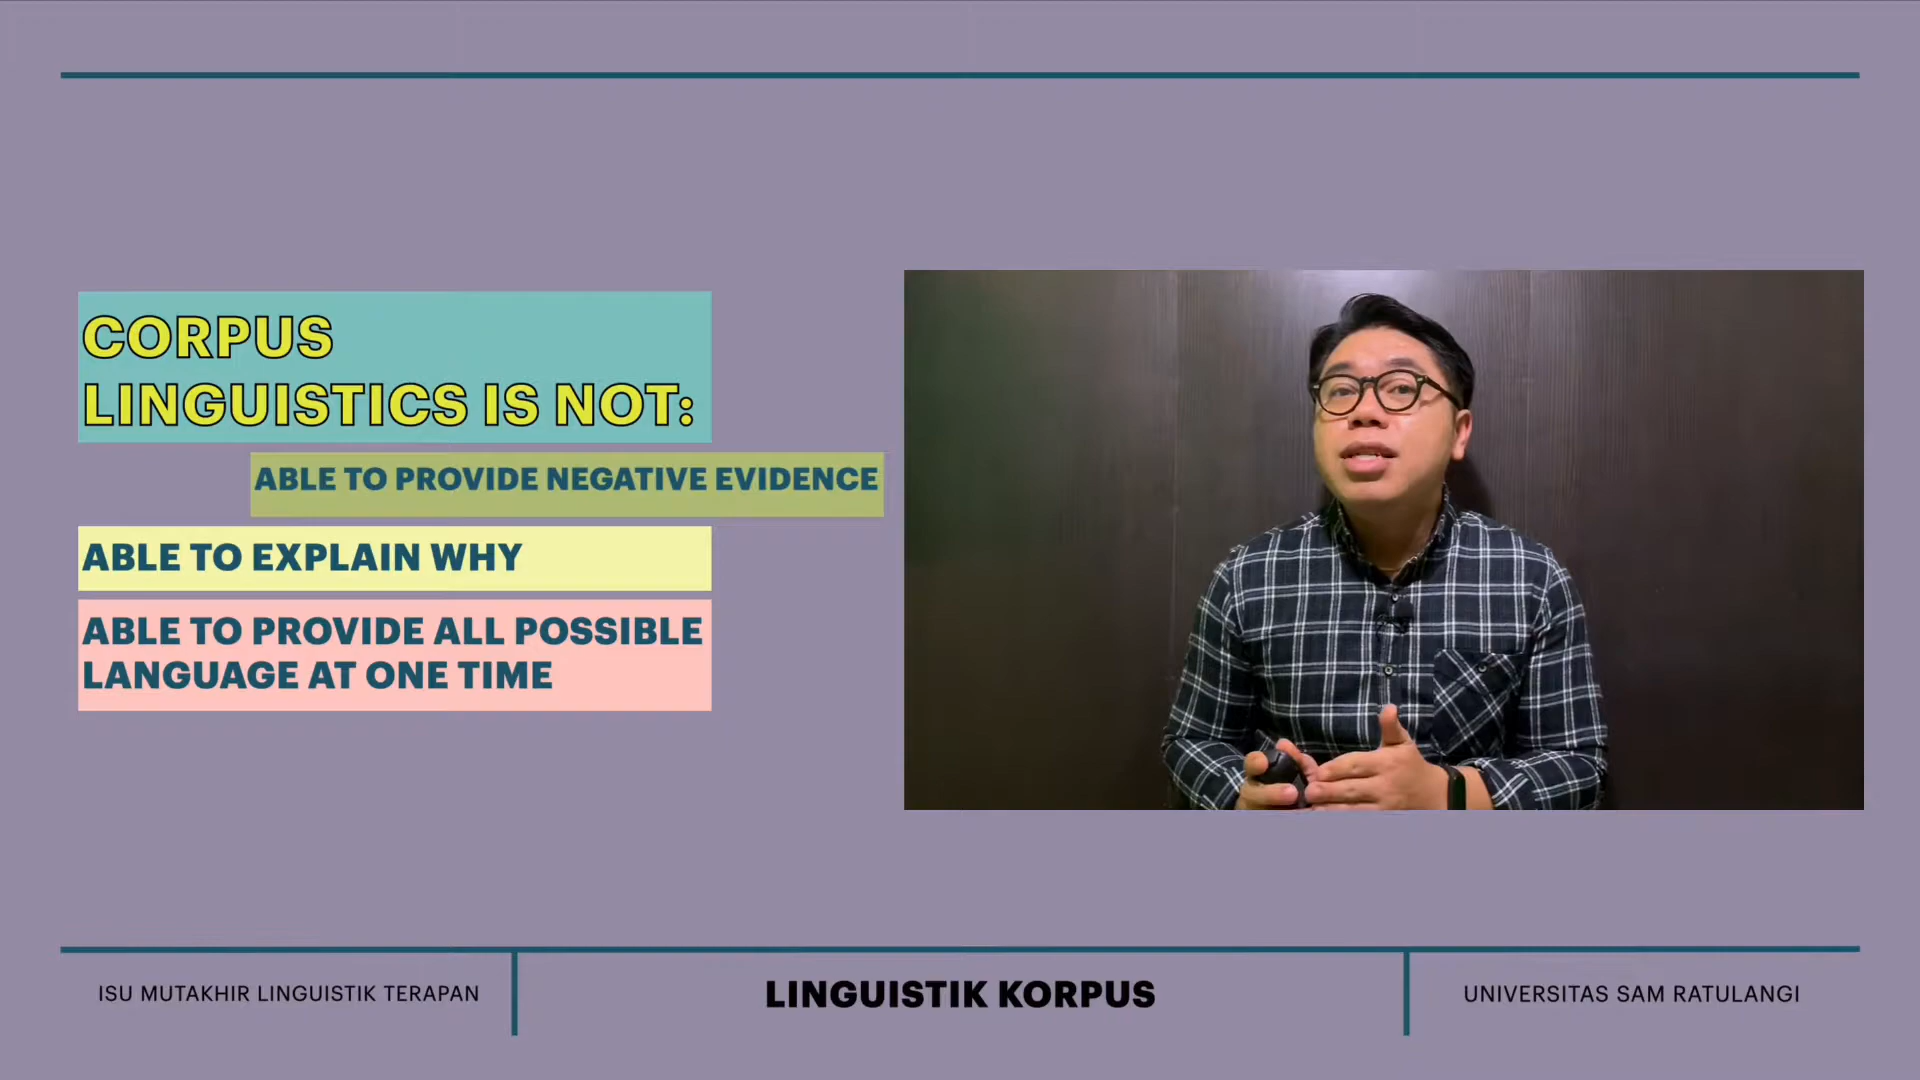 CORPUS
LINGUISTICS IS NOT:
ABLE TO PROVIDE NEGATIVE EVIDENCE
ABLE TO EXPLAIN WHY
ABLE TO PROVIDE ALL POSSIBLE
LANGUAGE AT ONE TIME
ISU MUTAKHIR LINGUISTIK TERAPAN
LINGUISTIK KORPUS
UNIVERSITAS SAM RATULANGI